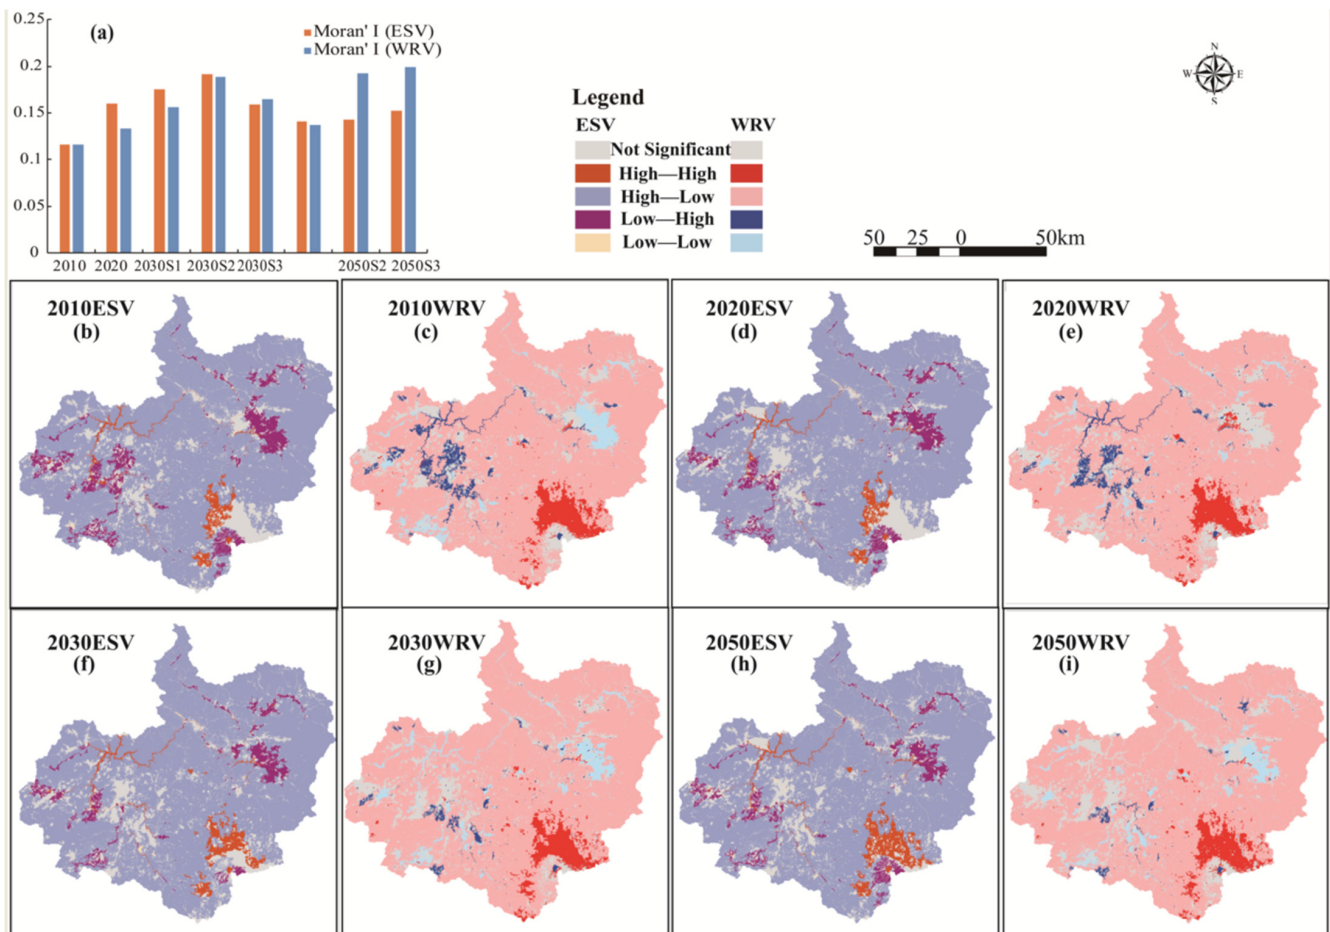 0.25
0.2
0.15
0.1
0.05
0
(a)
Moran' I (ESV)
Moran' I (WRV)
2010 2020 2030S1 2030S2 2030S3 2050S2 2050S3
Legend
ESV WRV
Not Significant
High—High
High—Low
Low—High
Low—Low
N
W E
S
50 25 0 50km
2010ESV
(b)
2010WRV
(c)
2020ESV
(d)
2020WRV
(e)
2030ESV
(f)
2030WRV
(g)
2050ESV
(h)
2050WRV
(i)